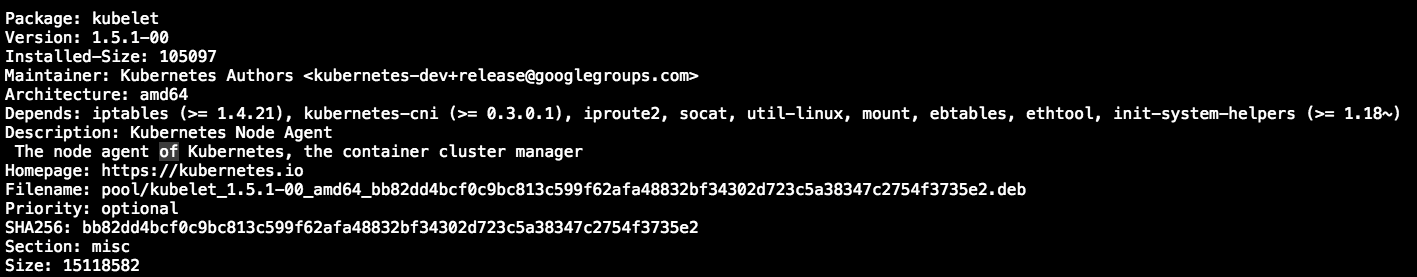 Package: kubelet
Version: 1.5.1-00
Installed-Size: 105097
Maintainer: Kubernetes Authors <kubernetes-dev+release@googlegroups.com>
Architecture: amd64
Depends: iptables (>= 1.4.21), kubernetes-cni (>= 0.3.0.1), iproute2, socat, util-linux, mount, ebtables, ethtool, init-system-helpers (>= 1.18~)
Description: Kubernetes Node Agent
 The node agent of Kubernetes, the container cluster manager
Homepage: https://kubernetes.io
Filename: pool/kubelet_1.5.1-00_amd64_bb82dd4bcf0c9bc813c599f62afa48832bf34302d723c5a38347c2754f3735e2.deb
Priority: optional
SHA256: bb82dd4bcf0c9bc813c599f62afa48832bf34302d723c5a38347c2754f3735e2
Section: misc
Size: 15118582